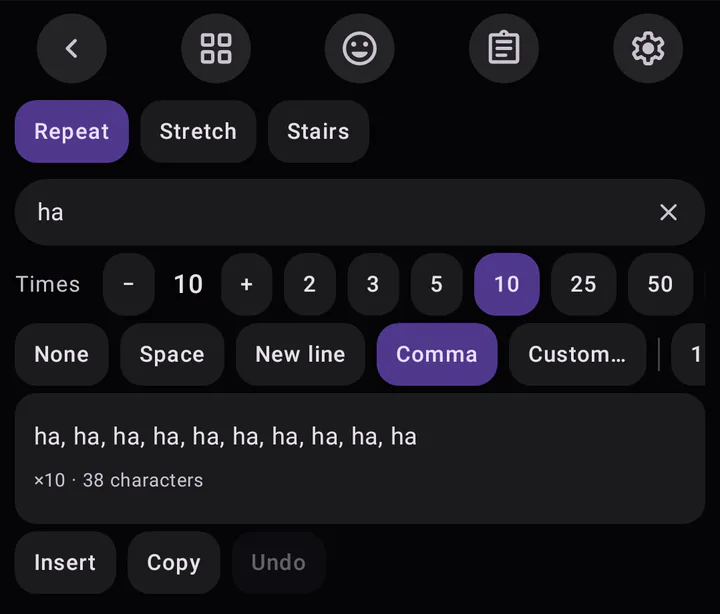 Repeat Stretch Stairs
ha
Times − 10 + 2 3 5 10 25 50
None Space New line Comma Custom... 1
ha, ha, ha, ha, ha, ha, ha, ha, ha, ha
×10 · 38 characters
Insert Copy Undo